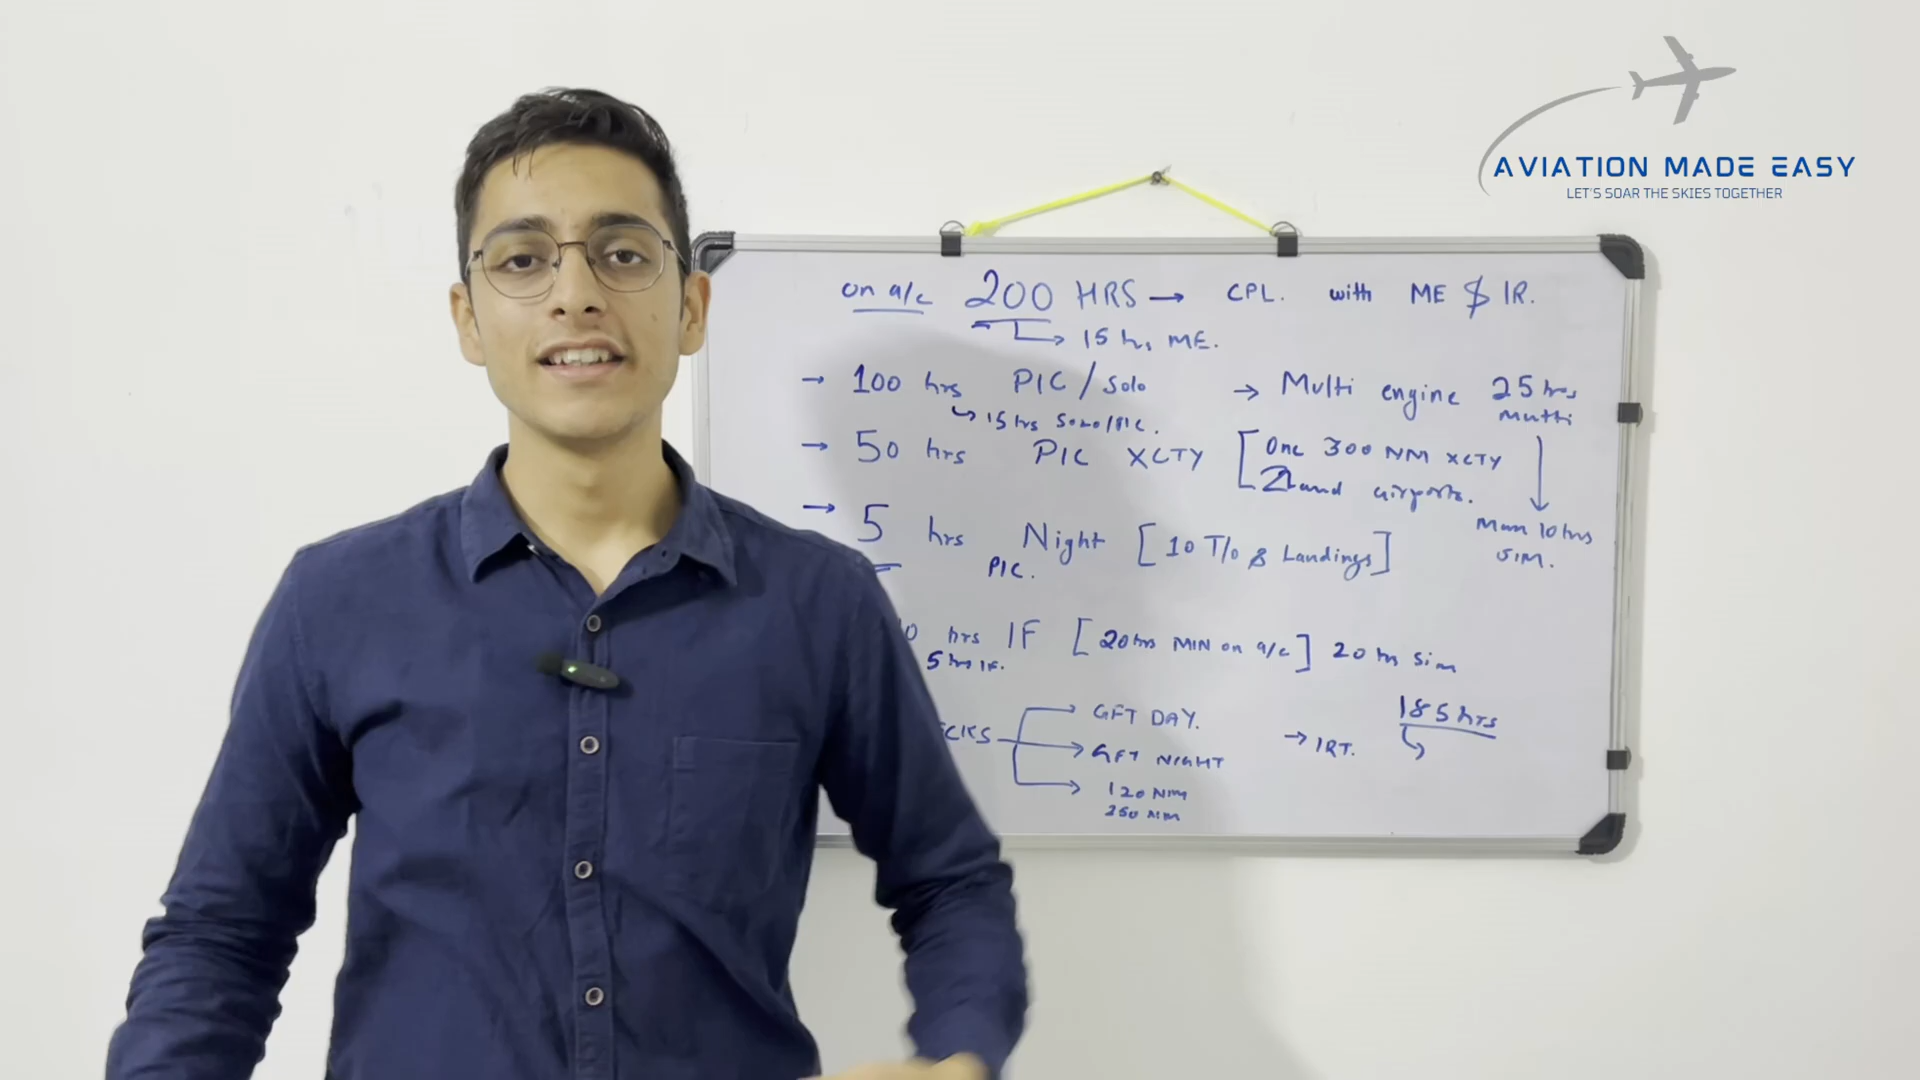 AVIATION MADE EASY
LET'S SOAR THE SKIES TOGETHER
on a/c 200 HRS → CPL. with ME & IR.
15 hrs ME.
→ 100 hrs PIC / Solo
→ Multi engine 25 hrs
multi
15 hrs Solo/PIC.
→ 50 hrs PIC XCTY [One 300 NM XCTY
2 land airports.
Max 10 hrs
SIM.
→ 5 hrs Night [10 T/o & Landings]
PIC.
0 hrs IF [20 hrs MIN on a/c] 20 hrs sim
5 hrs IF.
185 hrs
CKS
GFT DAY.
GFT NIGHT
→ IRT.
120 NM
250 NM